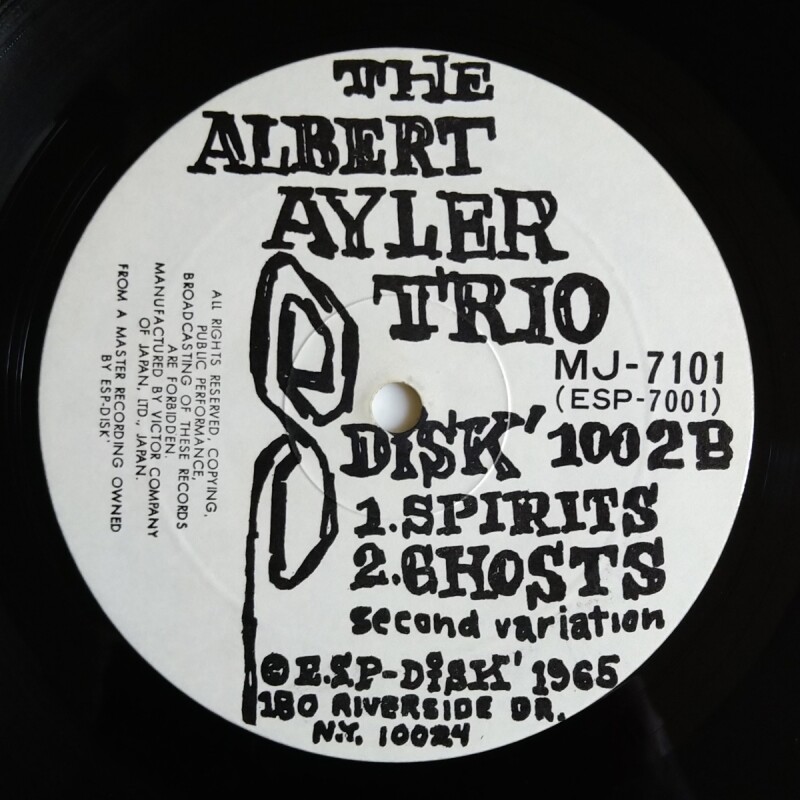 THE
ALBERT
AYLER
TRIO
MJ-7101
(ESP-7001)
DISK' 1002B
1. SPIRITS
2. GHOSTS
second variation
© E.S.P-DISK' 1965
180 RIVERSIDE DR.
N.Y. 10024
ALL RIGHTS RESERVED, COPYING,
PUBLIC PERFORMANCE,
BROADCASTING OF THESE RECORDS
ARE FORBIDDEN.
MANUFACTURED BY VICTOR COMPANY
OF JAPAN, LTD., JAPAN.
FROM A MASTER RECORDING OWNED
BY ESP-DISK'